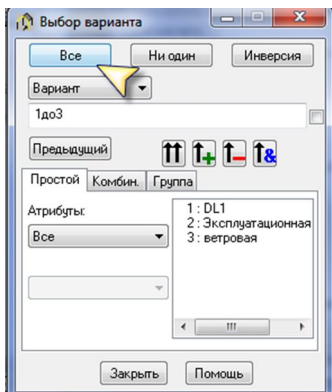 Выбор варианта
Все Ни один Инверсия
Вариант
1до3
Предыдущий
Простой Комбин. Группа
Атрибуты:
Все
1 : DL1
2 : Эксплуатационная
3 : ветровая
Закрыть Помощь